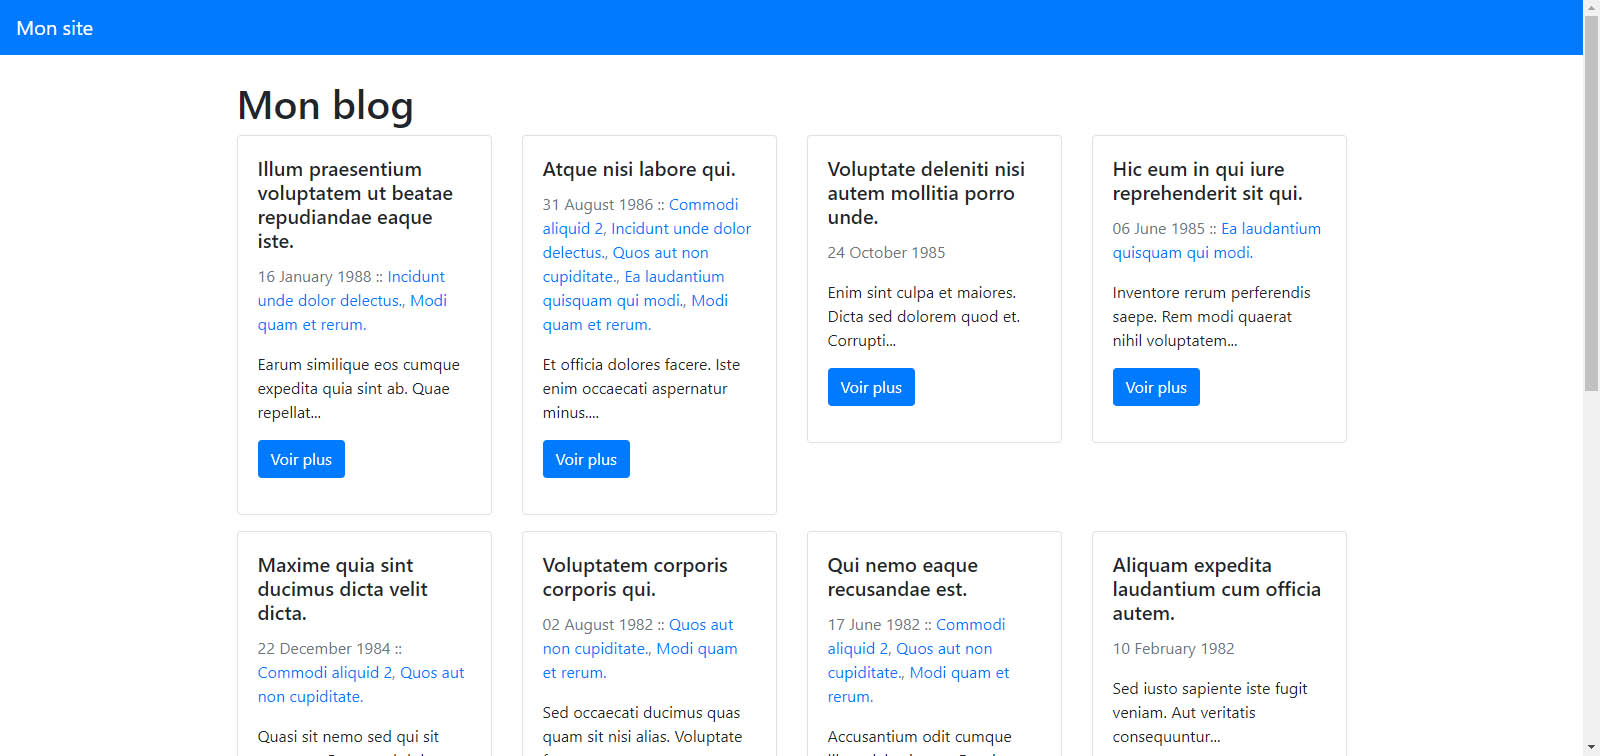 Mon site
Mon blog
Illum praesentium
voluptatem ut beatae
repudiandae eaque
iste.
16 January 1988 :: Incidunt
unde dolor delectus., Modi
quam et rerum.
Earum similique eos cumque
expedita quia sint ab. Quae
repellat...
Voir plus
Atque nisi labore qui.
31 August 1986 :: Commodi
aliquid 2, Incidunt unde dolor
delectus., Quos aut non
cupiditate., Ea laudantium
quisquam qui modi., Modi
quam et rerum.
Et officia dolores facere. Iste
enim occaecati aspernatur
minus....
Voir plus
Voluptate deleniti nisi
autem mollitia porro
unde.
24 October 1985
Enim sint culpa et maiores.
Dicta sed dolorem quod et.
Corrupti...
Voir plus
Hic eum in qui iure
reprehenderit sit qui.
06 June 1985 :: Ea laudantium
quisquam qui modi.
Inventore rerum perferendis
saepe. Rem modi quaerat
nihil voluptatem...
Voir plus
Maxime quia sint
ducimus dicta velit
dicta.
22 December 1984 ::
Commodi aliquid 2, Quos aut
non cupiditate.
Quasi sit nemo sed qui sit
Voluptatem corporis
corporis qui.
02 August 1982 :: Quos aut
non cupiditate., Modi quam
et rerum.
Sed occaecati ducimus quas
quam sit nisi alias. Voluptate
Qui nemo eaque
recusandae est.
17 June 1982 :: Commodi
aliquid 2, Quos aut non
cupiditate., Modi quam et
rerum.
Accusantium odit cumque
Aliquam expedita
laudantium cum officia
autem.
10 February 1982
Sed iusto sapiente iste fugit
veniam. Aut veritatis
consequuntur...